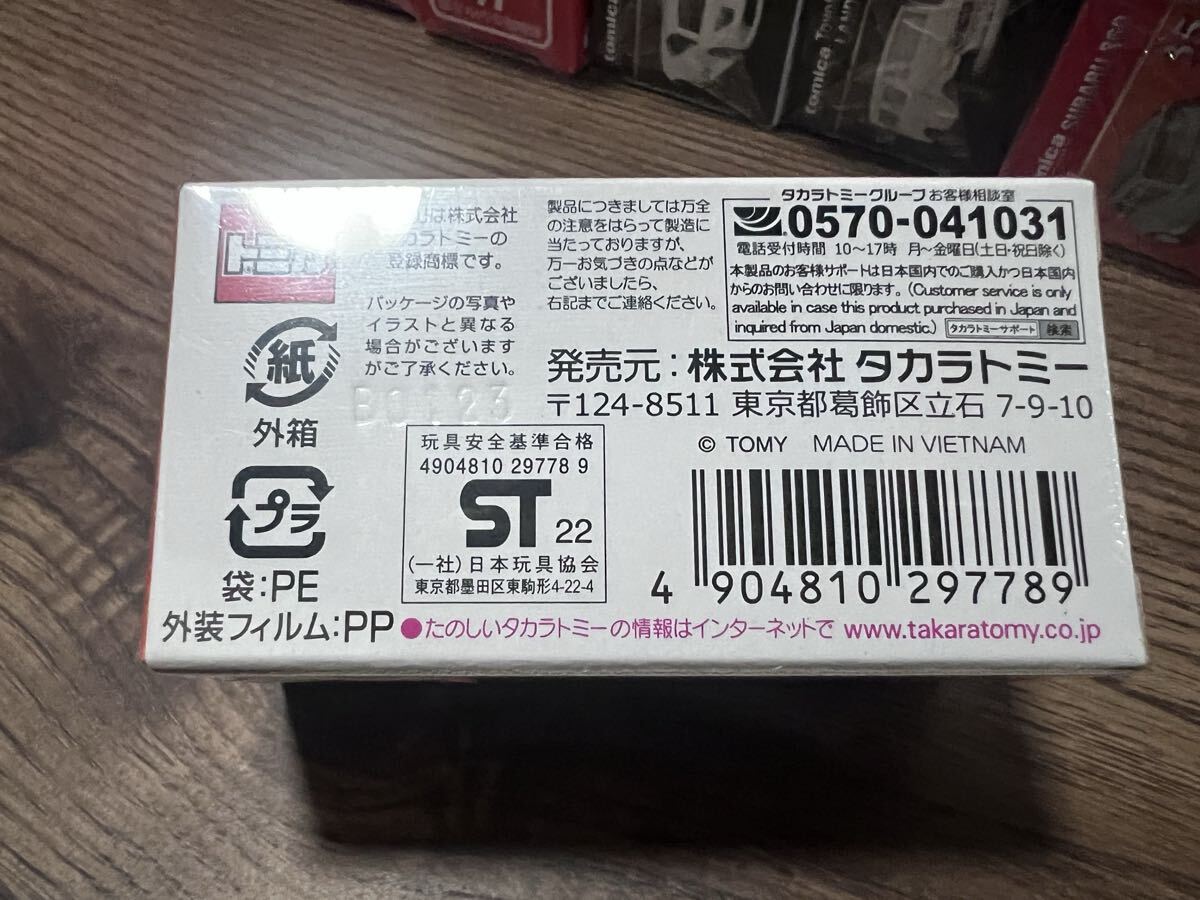 トミー
は株式会社
カラトミーの
登録商標です。
パッケージの写真や
イラストと異なる
場合がございます
がご了承ください。
紙
外箱
プラ
袋:PE
外装フィルム:PP
製品につきましては万全
の注意をはらって製造に
当たっておりますが、
万一お気づきの点などが
ございましたら、
右記までご連絡ください。
タカラトミーグループ お客様相談室
0570-041031
電話受付時間 10〜17時 月〜金曜日(土日・祝日除く)
本製品のお客様サポートは日本国内でのご購入かつ日本国内
からのお問い合わせに限ります。(Customer service is only
available in case this product purchased in Japan and
inquired from Japan domestic.) タカラトミーサポート 検索
発売元:株式会社 タカラトミー
〒124-8511 東京都葛飾区立石 7-9-10
© TOMY MADE IN VIETNAM
玩具安全基準合格
4904810 29778 9
ST 22
(一社)日本玩具協会
東京都墨田区東駒形4-22-4
4 904810 297789
●たのしいタカラトミーの情報はインターネットで www.takaratomy.co.jp
tomica
tomica
SUBARU